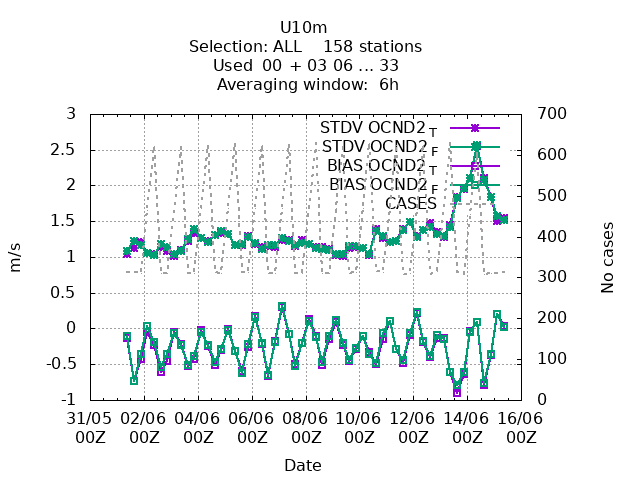 U10m
Selection: ALL 158 stations
Used 00 + 03 06 ... 33
Averaging window: 6h
3 700
STDV OCND2 T
2.5 STDV OCND2 F 600
BIAS OCND2 T
2 BIAS OCND2 F 500
CASES
1.5 400
1 300
0.5
0 200
-0.5 100
-1 0
m/s
No cases
31/05 02/06 04/06 06/06 08/06 10/06 12/06 14/06 16/06
00Z 00Z 00Z 00Z 00Z 00Z 00Z 00Z 00Z
Date